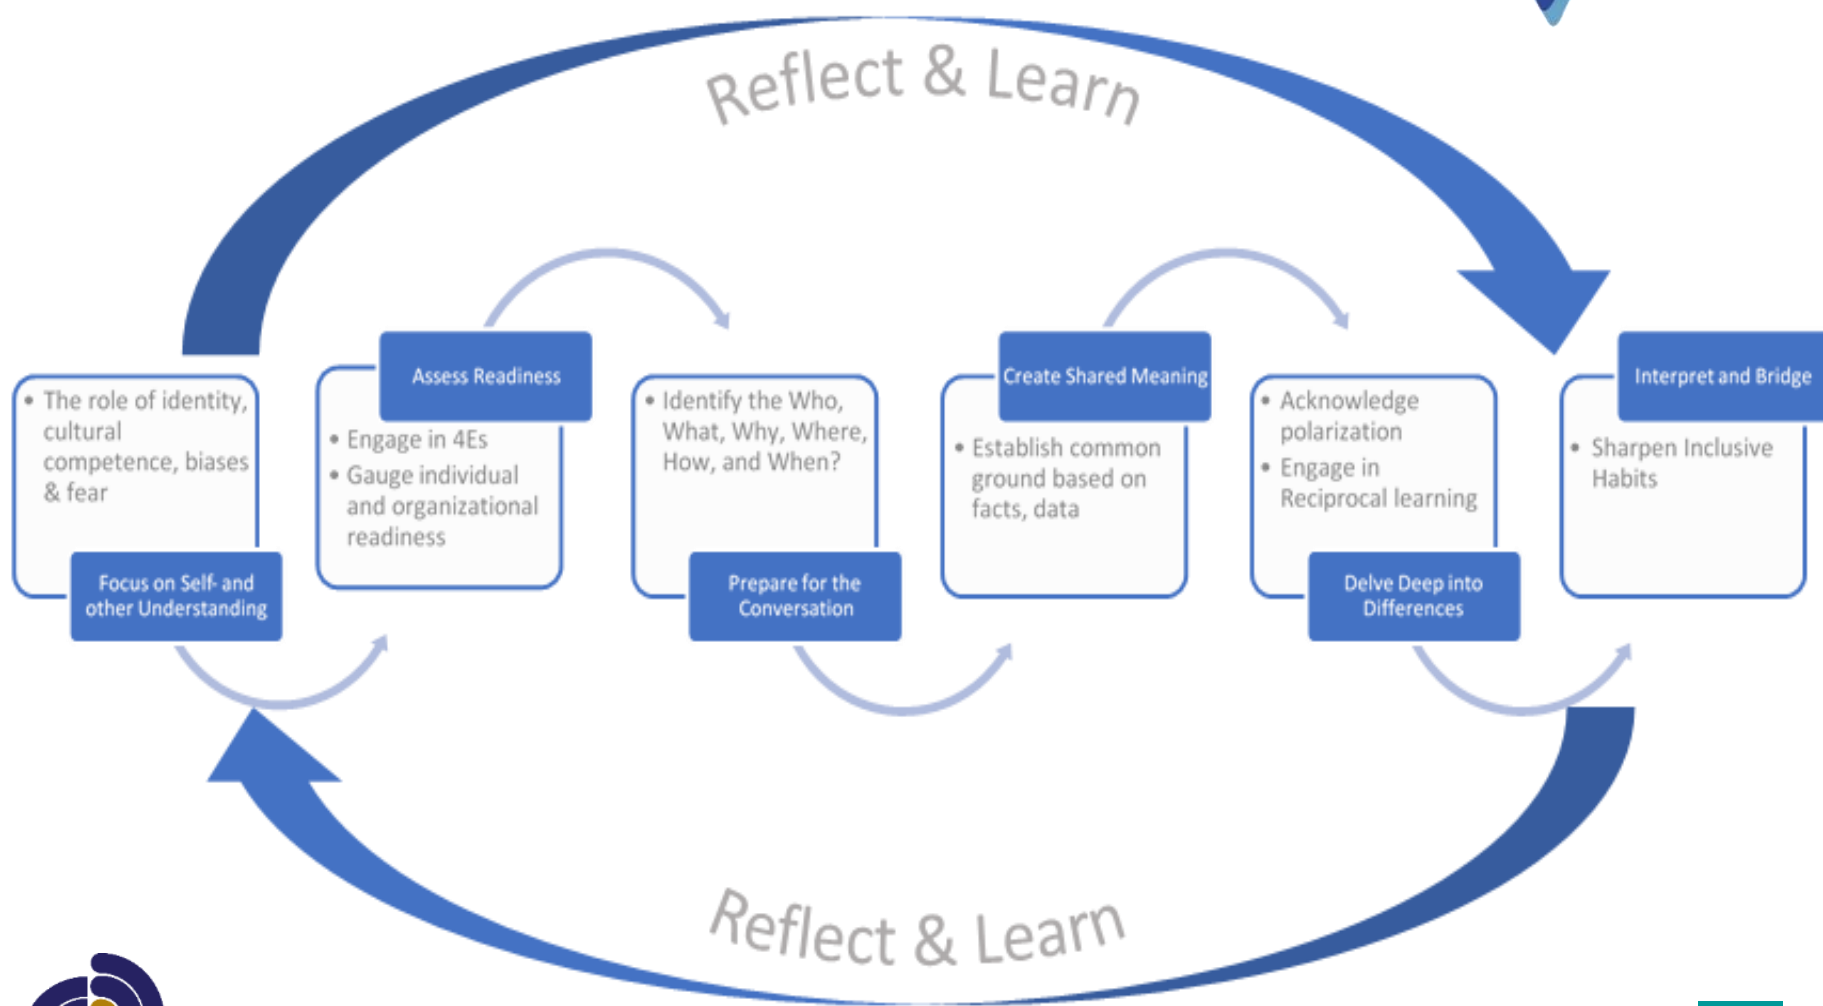 Reflect & Learn
• The role of identity,
cultural
competence, biases
& fear
Focus on Self- and
other Understanding
Assess Readiness
• Engage in 4Es
• Gauge individual
and organizational
readiness
• Identify the Who,
What, Why, Where,
How, and When?
Prepare for the
Conversation
Create Shared Meaning
• Establish common
ground based on
facts, data
• Acknowledge
polarization
• Engage in
Reciprocal learning
Delve Deep into
Differences
Interpret and Bridge
• Sharpen Inclusive
Habits
Reflect & Learn